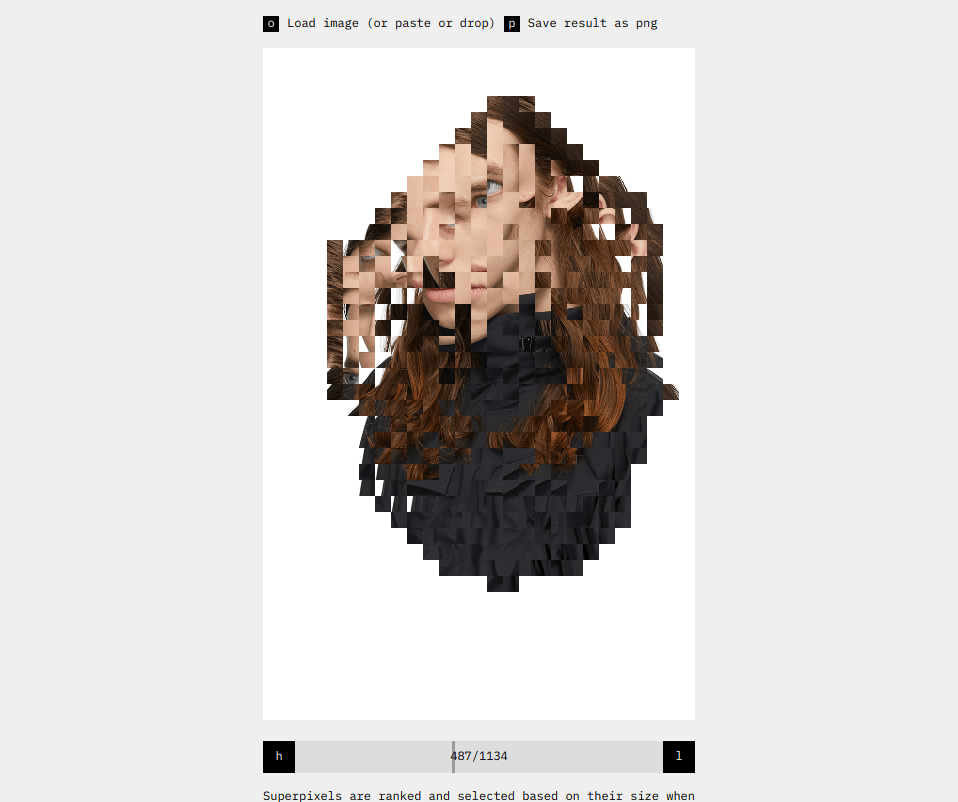 o Load image (or paste or drop) p Save result as png
h 487/1134 l
Superpixels are ranked and selected based on their size when